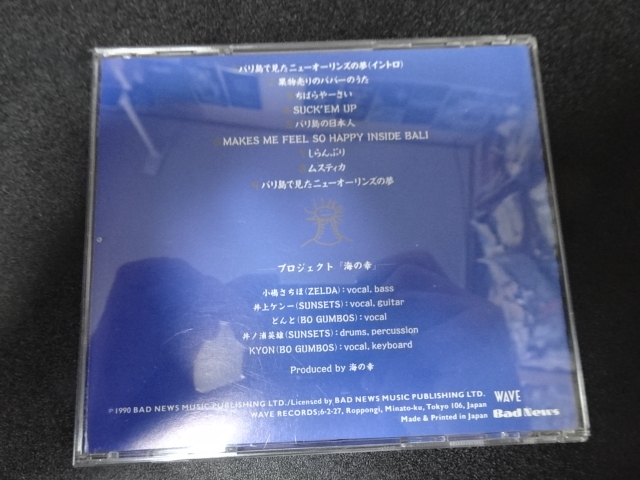 バリ島で見たニューオーリンズの夢(イントロ)
果物売りのババーのうた
ちばらやーさい
SUCK'EM UP
バリ島の日本人
MAKES ME FEEL SO HAPPY INSIDE BALI
しらんぷり
ムスティカ
バリ島で見たニューオーリンズの夢
プロジェクト「海の幸」
小嶋さちほ(ZELDA):vocal, bass
井上ケン一(SUNSETS):vocal, guitar
どんと(BO GUMBOS):vocal
井ノ浦英雄(SUNSETS):drums, percussion
KYON(BO GUMBOS):vocal, keyboard
Produced by 海の幸
℗1990 BAD NEWS MUSIC PUBLISHING LTD./Licensed by BAD NEWS MUSIC PUBLISHING LTD.
WAVE RECORDS;6-2-27, Roppongi, Minato-ku, Tokyo 106, Japan
Made & Printed in Japan
WAVE
Bad News